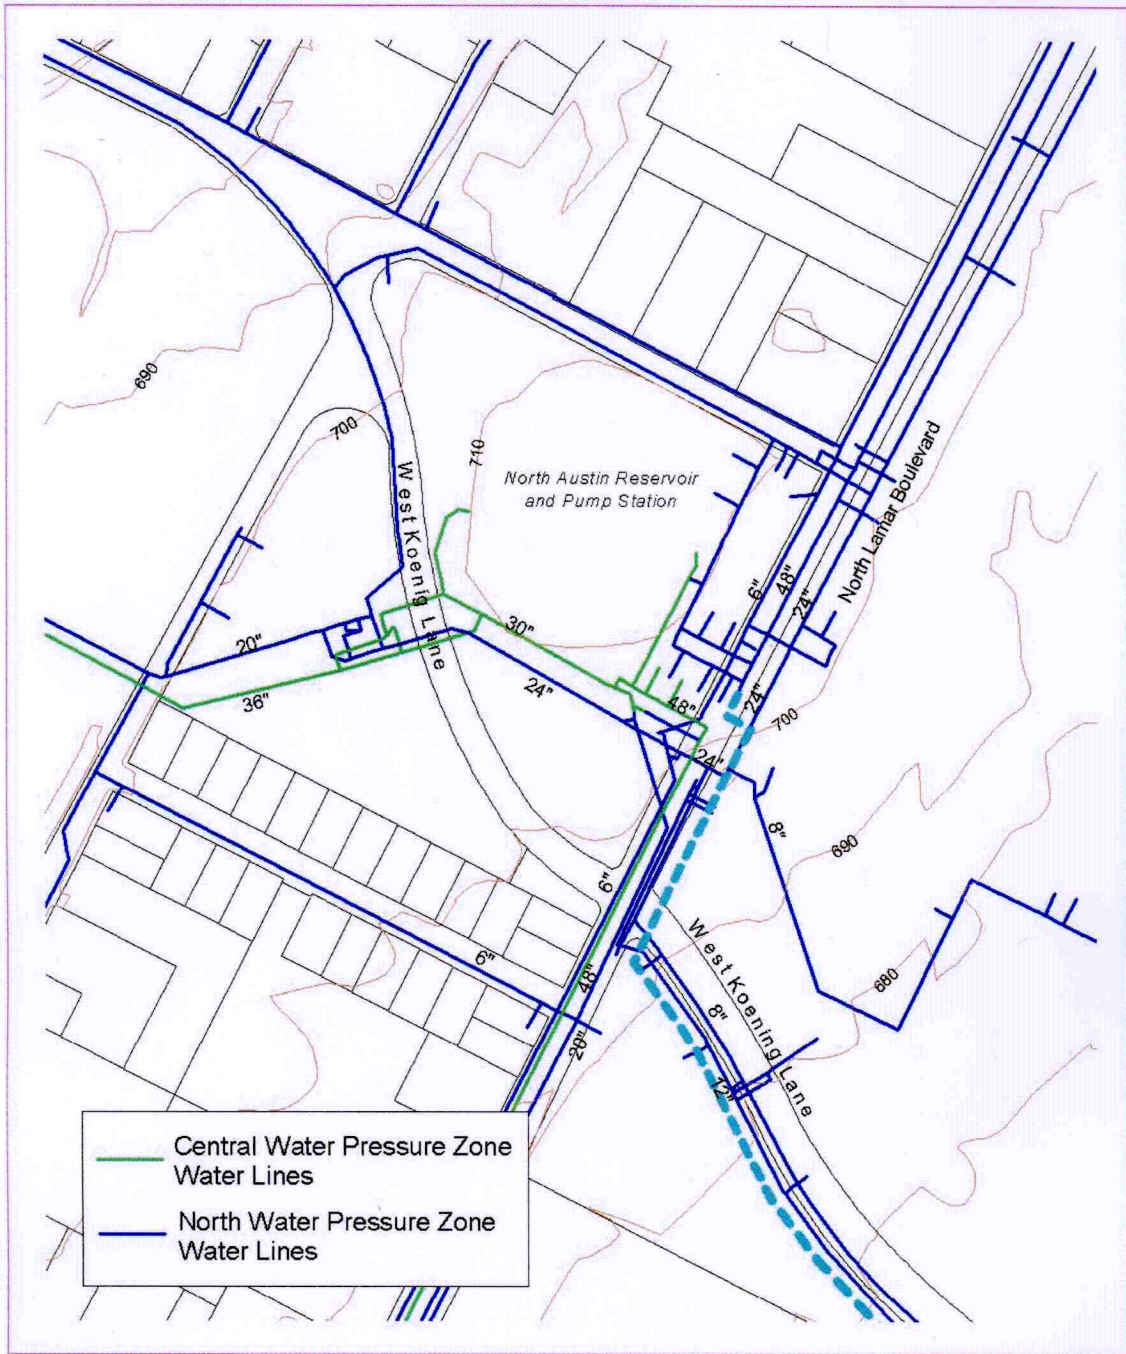 690
700
710
West Koenig Lane
North Austin Reservoir
and Pump Station
North Lamar Boulevard
6"
48"
24"
20"
30"
36"
24"
48"
24"
700
24"
8"
690
6"
6"
48"
20"
680
West Koening Lane
8"
12"
Central Water Pressure Zone
Water Lines
North Water Pressure Zone
Water Lines